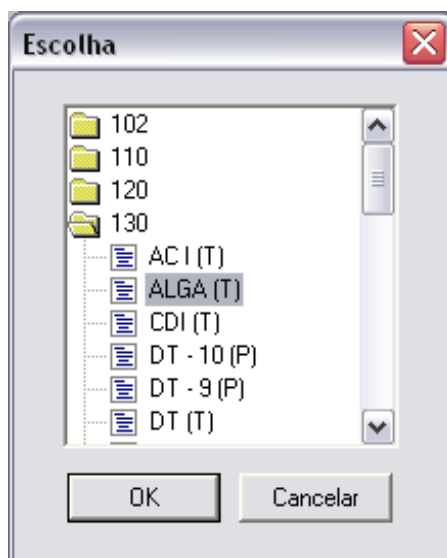 Escolha
102
110
120
130
AC I (T)
ALGA (T)
CDI (T)
DT - 10 (P)
DT - 9 (P)
DT (T)
OK
Cancelar